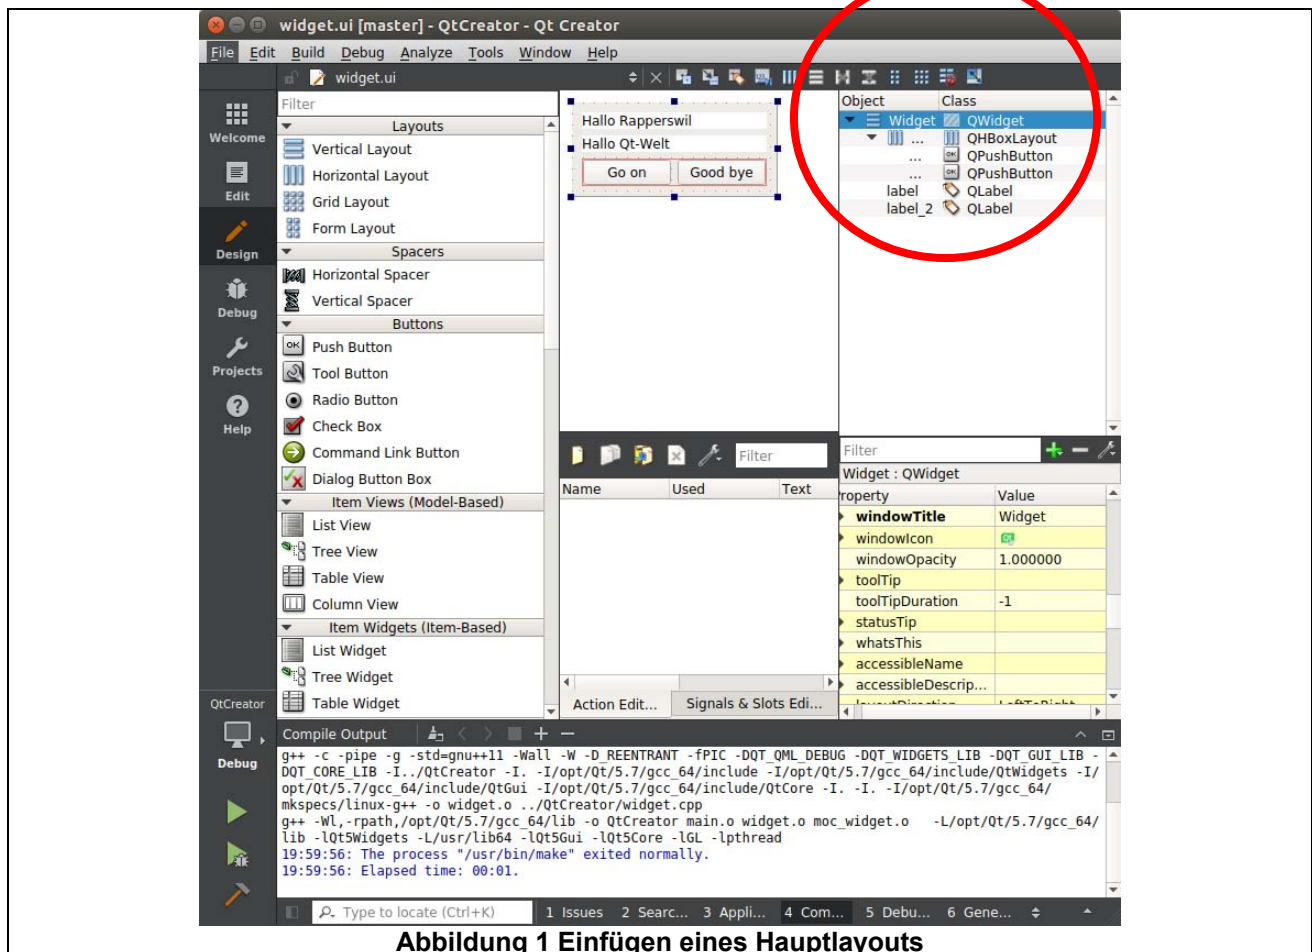 widget.ui [master] - QtCreator - Qt Creator
File Edit Build Debug Analyze Tools Window Help
widget.ui
Welcome
Edit
Design
Debug
Projects
Help
QtCreator
Debug
Filter
Layouts
Vertical Layout
Horizontal Layout
Grid Layout
Form Layout
Spacers
Horizontal Spacer
Vertical Spacer
Buttons
Push Button
Tool Button
Radio Button
Check Box
Command Link Button
Dialog Button Box
Item Views (Model-Based)
List View
Tree View
Table View
Column View
Item Widgets (Item-Based)
List Widget
Tree Widget
Table Widget
Hallo Rapperswil
Hallo Qt-Welt
Go on Good bye
Filter
Name Used Text
Action Edit... Signals & Slots Edi...
Object Class
Widget QWidget
... QHBoxLayout
... QPushButton
... QPushButton
label QLabel
label_2 QLabel
Filter
Widget : QWidget
roperty Value
windowTitle Widget
windowIcon
windowOpacity 1.000000
toolTip
toolTipDuration -1
statusTip
whatsThis
accessibleName
accessibleDescrip...
layoutDirection LeftToRight
Compile Output
g++ -c -pipe -g -std=gnu++11 -Wall -W -D_REENTRANT -fPIC -DQT_QML_DEBUG -DQT_WIDGETS_LIB -DQT_GUI_LIB -
DQT_CORE_LIB -I../QtCreator -I. -I/opt/Qt/5.7/gcc_64/include -I/opt/Qt/5.7/gcc_64/include/QtWidgets -I/
opt/Qt/5.7/gcc_64/include/QtGui -I/opt/Qt/5.7/gcc_64/include/QtCore -I. -I. -I/opt/Qt/5.7/gcc_64/
mkspecs/linux-g++ -o widget.o ../QtCreator/widget.cpp
g++ -Wl,-rpath,/opt/Qt/5.7/gcc_64/lib -o QtCreator main.o widget.o moc_widget.o -L/opt/Qt/5.7/gcc_64/
lib -lQt5Widgets -L/usr/lib64 -lQt5Gui -lQt5Core -lGL -lpthread
19:59:56: The process "/usr/bin/make" exited normally.
19:59:56: Elapsed time: 00:01.
Type to locate (Ctrl+K) 1 Issues 2 Searc... 3 Appli... 4 Com... 5 Debu... 6 Gene...
Abbildung 1 Einfügen eines Hauptlayouts